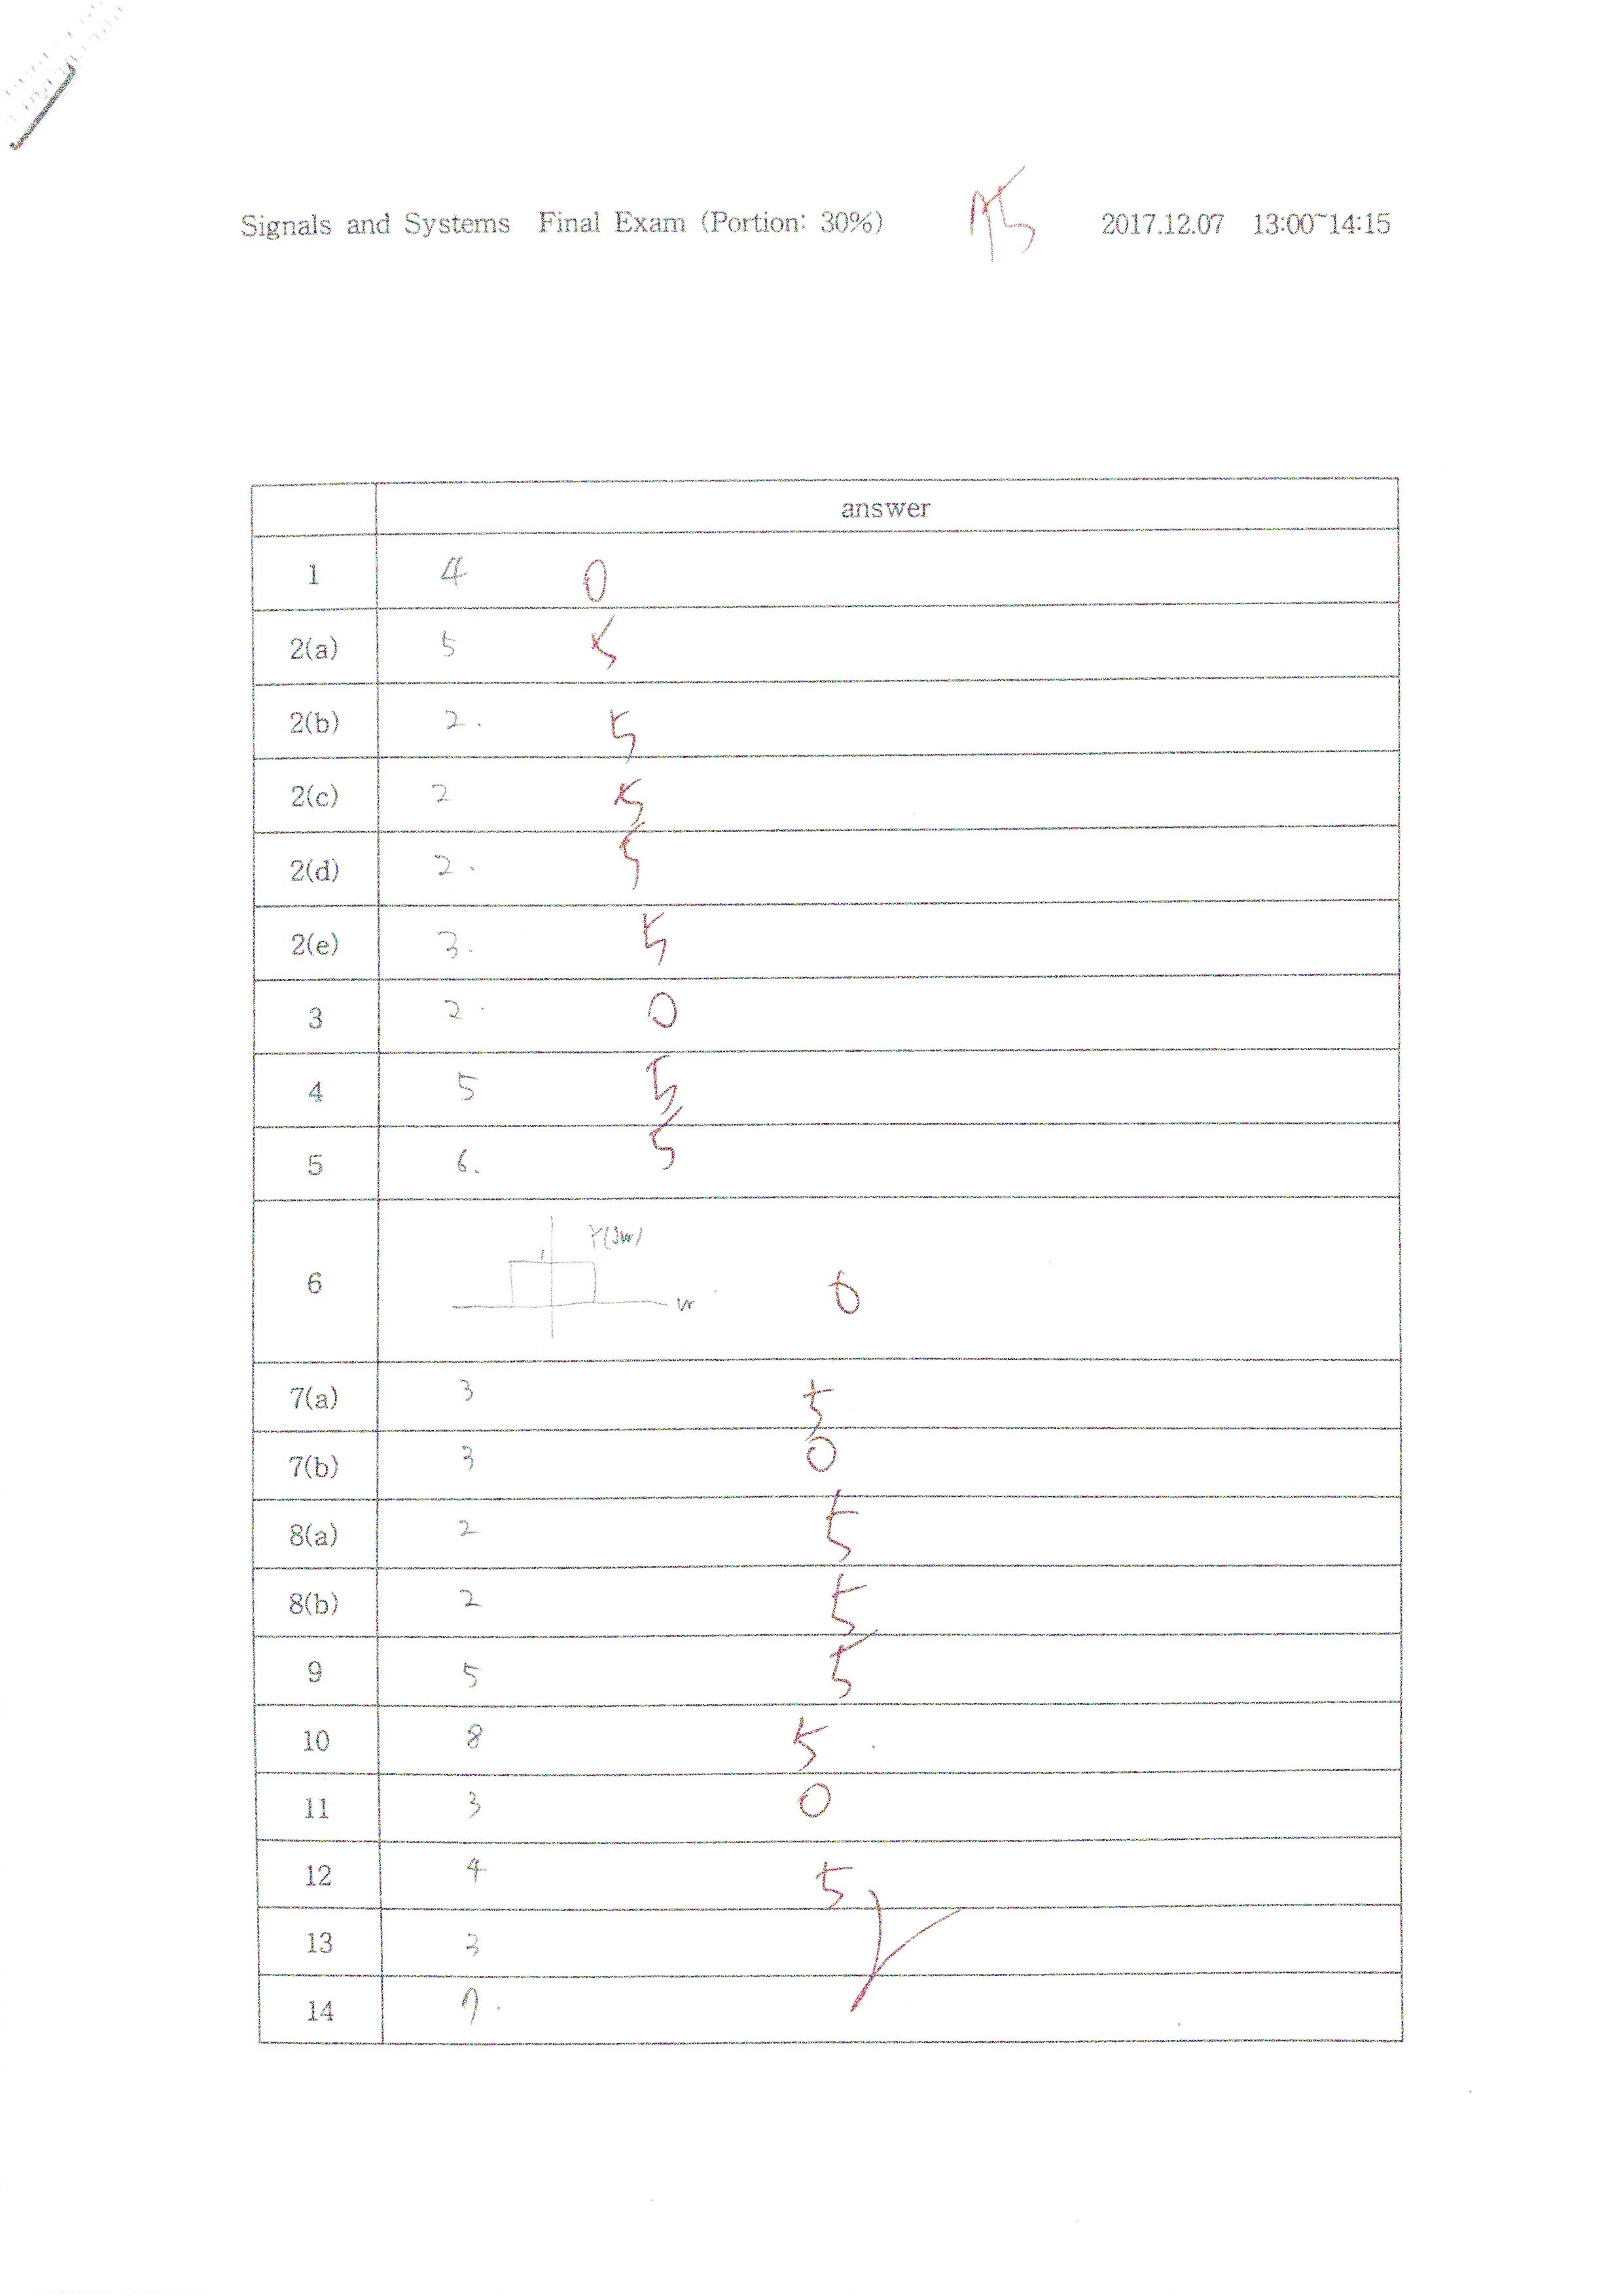 Signals and Systems Final Exam (Portion: 30%) 75 2017.12.07 13:00~14:15
answer
1 4 0
2(a) 5 5
2(b) 2. 5
2(c) 2 5
2(d) 2. 5
2(e) 3. 5
3 2. 0
4 5 5
5 6. 5
Y(jw)
1
6 w 0
7(a) 3 5
7(b) 3 0
8(a) 2 5
8(b) 2 5
9 5 5
10 8 5
11 3 0
12 4 5
13 3
14 7.